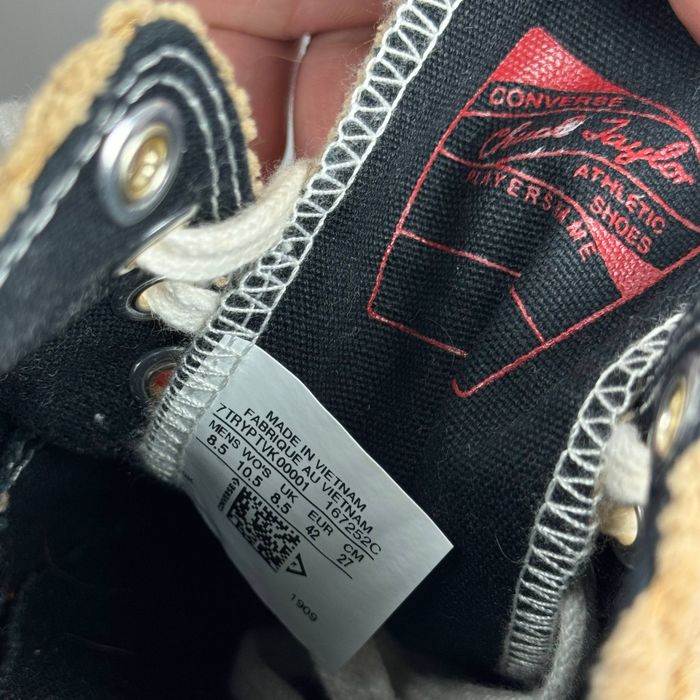 CONVERSE
Chuck Taylor
ATHLETIC
SHOES
PLAYERS NAME
MADE IN VIETNAM
FABRIQUE AU VIETNAM
7TRYPTVK00001 167252C
MENS WO'S UK EUR CM
8.5 10.5 8.5 42 27
1909